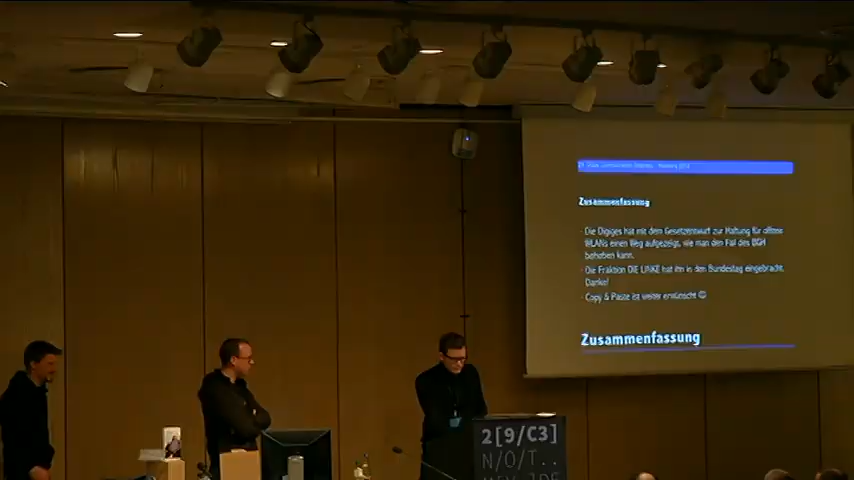 Zusammenfassung
Die Digiges hat mit dem Gesetzentwurf zur Haftung für offene
WLANs einen Weg aufgezeigt, wie man den Fall des BGH
beheben kann.
Die Fraktion DIE LINKE hat ihn in den Bundestag eingebracht.
Danke!
Copy & Paste ist weiter erwünscht ☺
Zusammenfassung
2[9/C3]
N/O/T...